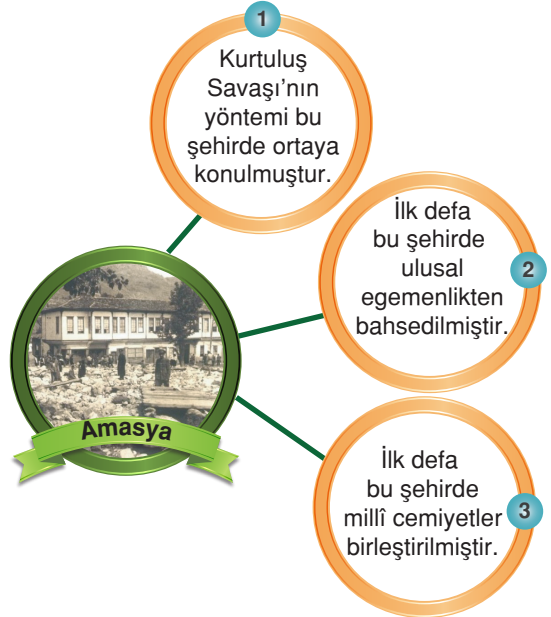 1
Kurtuluş
Savaşı'nın
yöntemi bu
şehirde ortaya
konulmuştur.
İlk defa
bu şehirde
ulusal
egemenlikten
bahsedilmiştir.
2
Amasya
İlk defa
bu şehirde
millî cemiyetler
birleştirilmiştir.
3